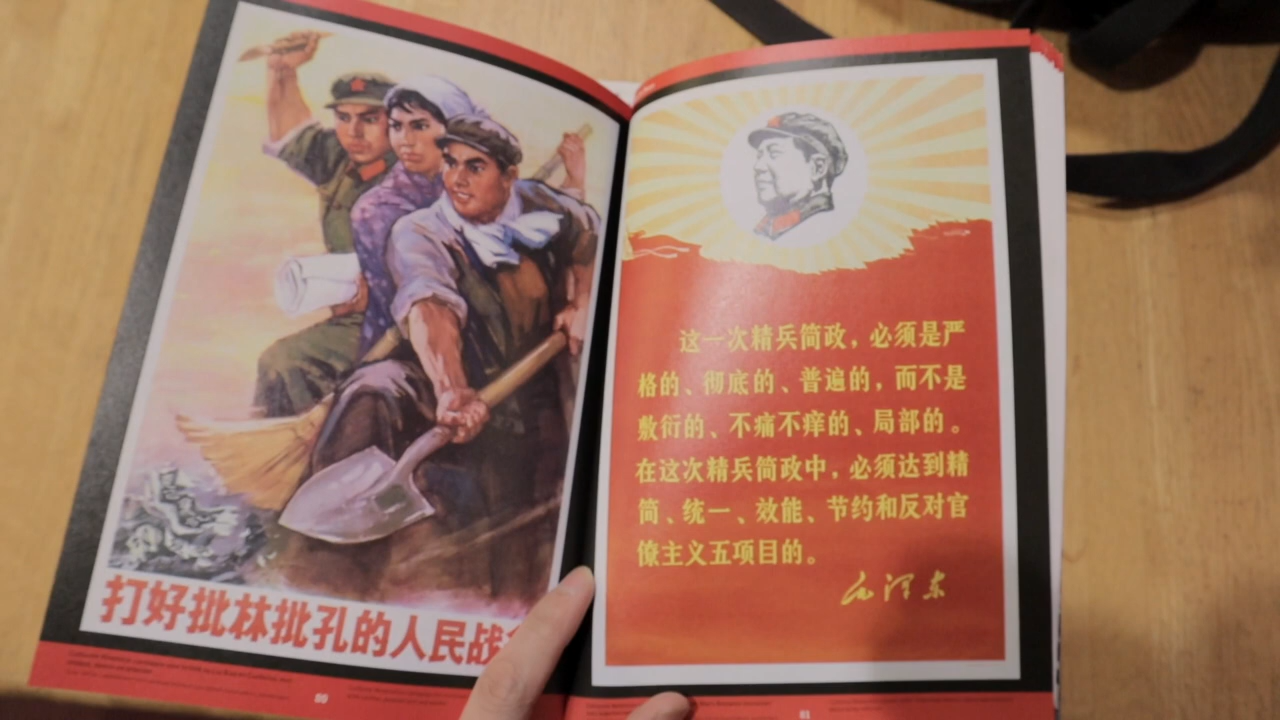 打好批林批孔的人民战
80
这一次精兵简政，必须是严
格的、彻底的、普遍的，而不是
敷衍的、不痛不痒的、局部的。
在这次精兵简政中，必须达到精
简、统一、效能、节约和反对官
僚主义五项目的。
毛泽东
81